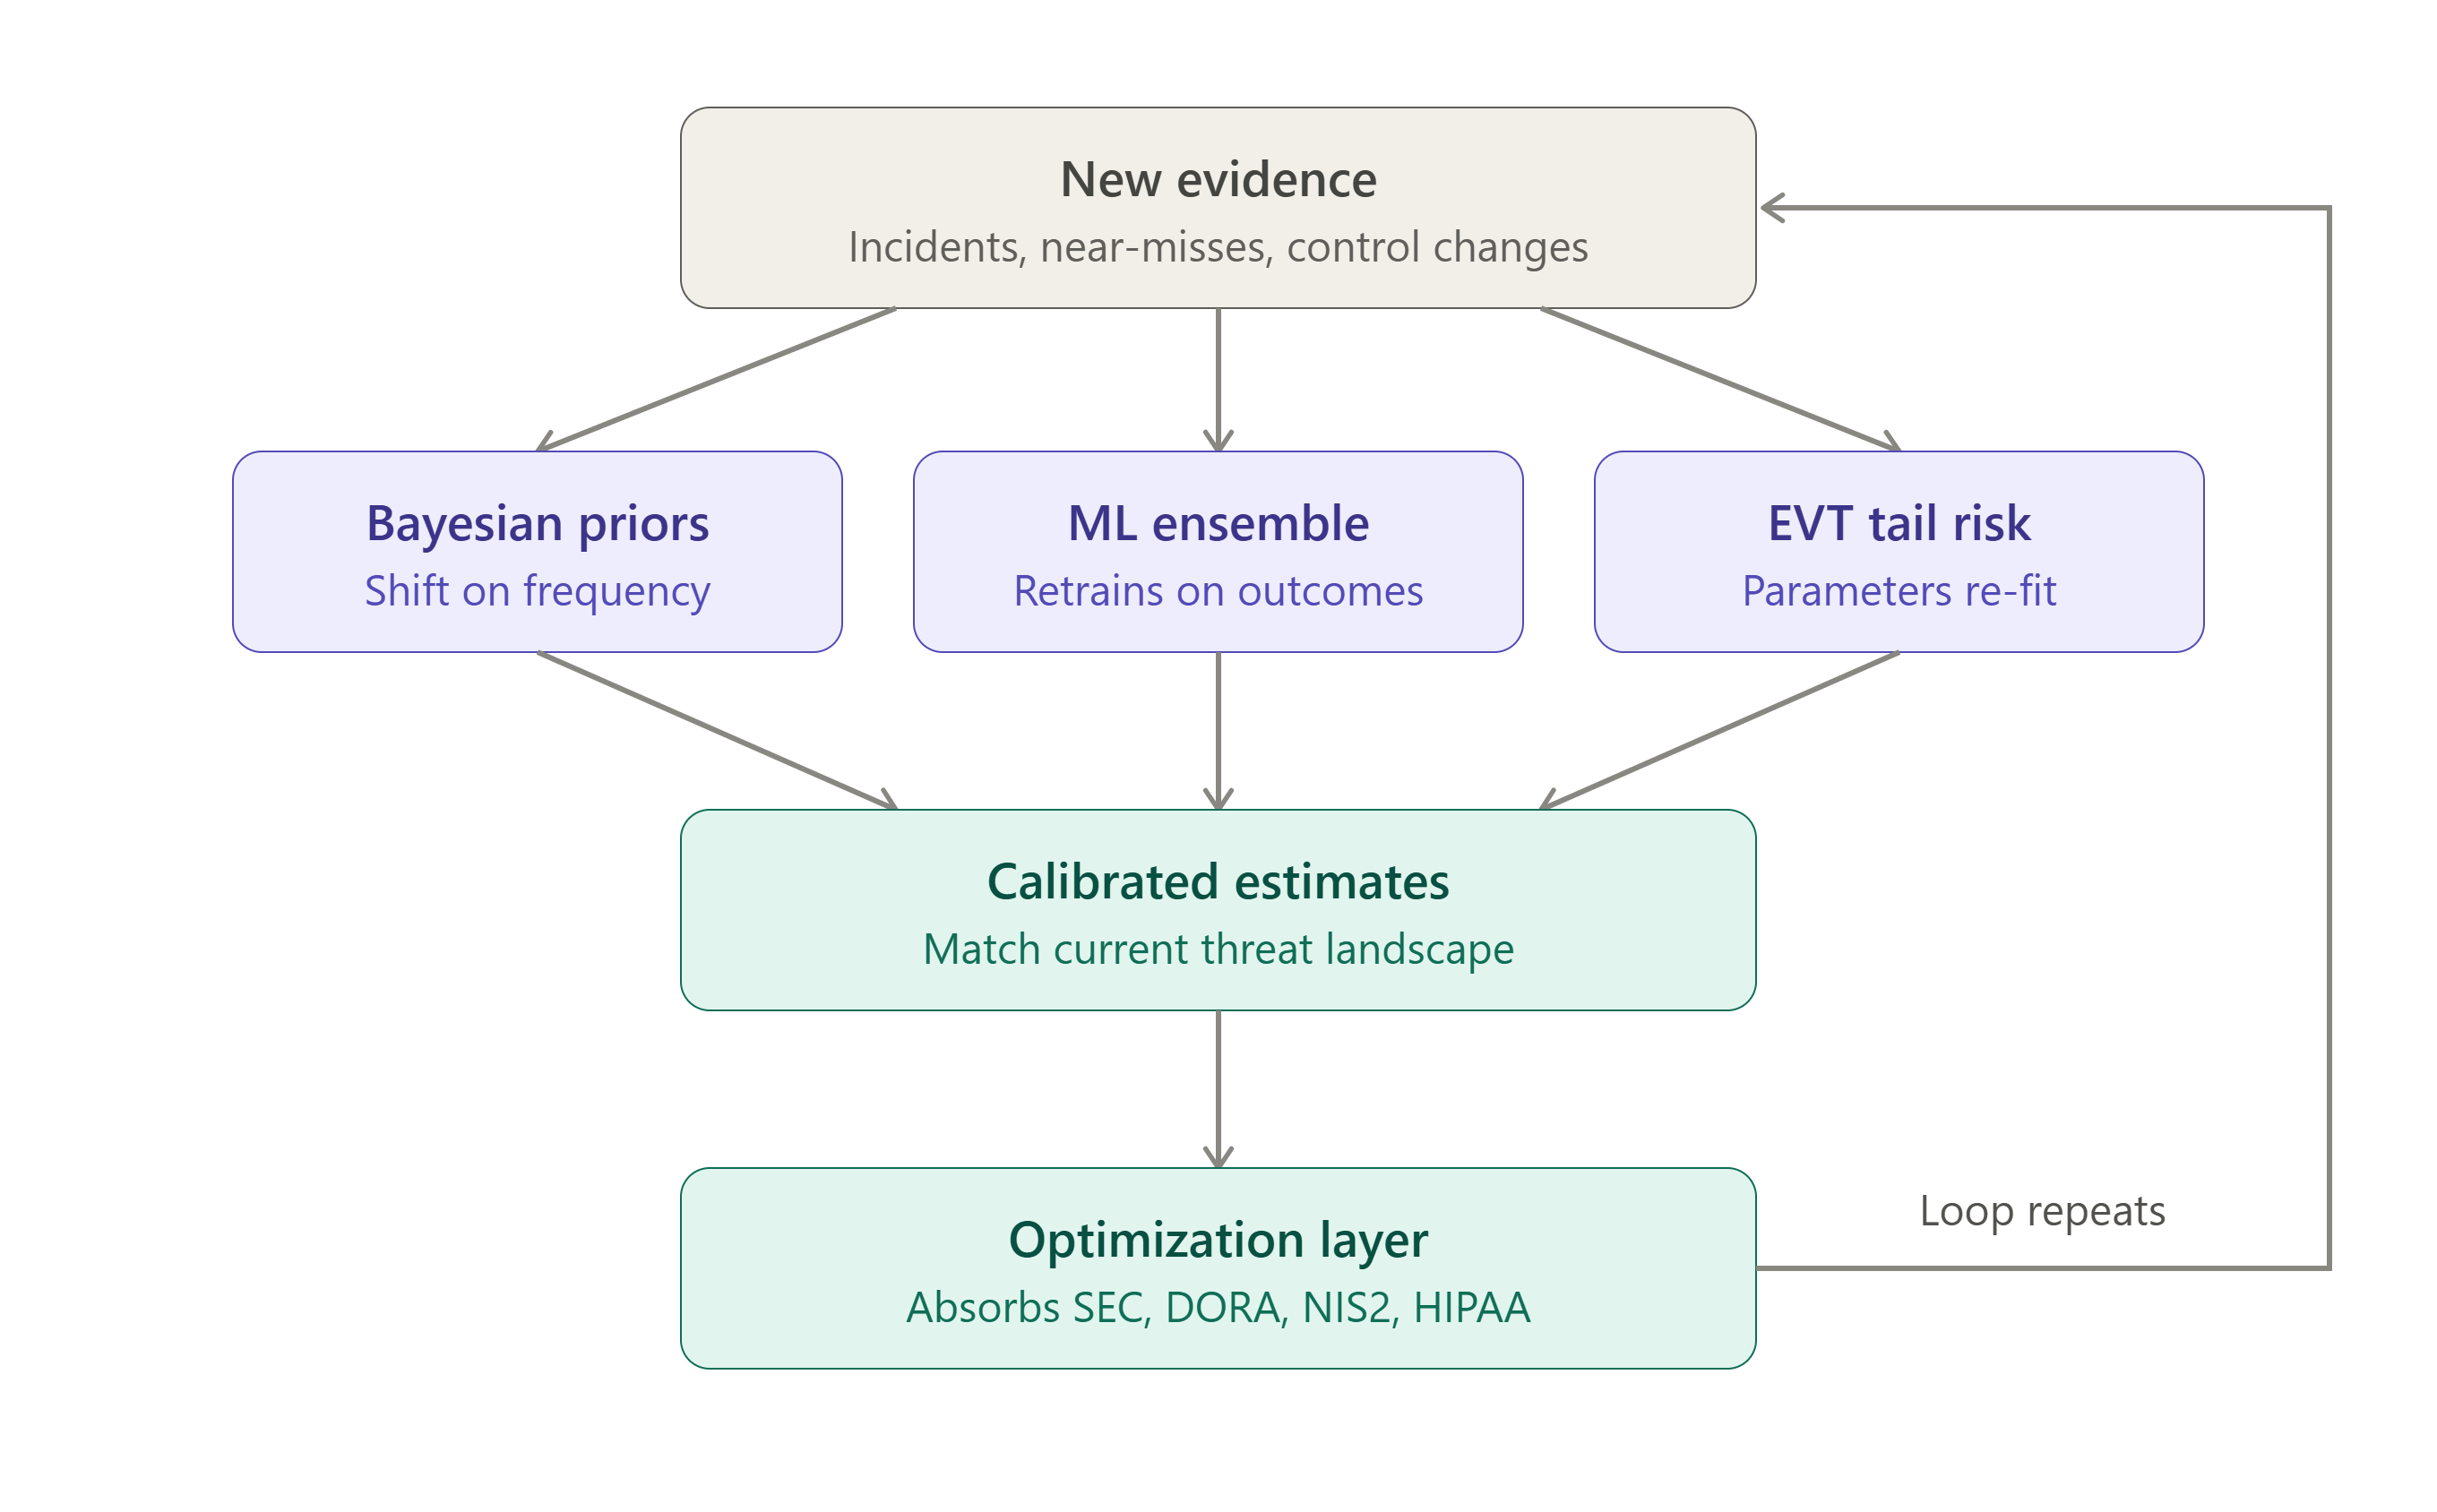 New evidence
Incidents, near-misses, control changes
Bayesian priors
Shift on frequency
ML ensemble
Retrains on outcomes
EVT tail risk
Parameters re-fit
Calibrated estimates
Match current threat landscape
Optimization layer
Absorbs SEC, DORA, NIS2, HIPAA
Loop repeats